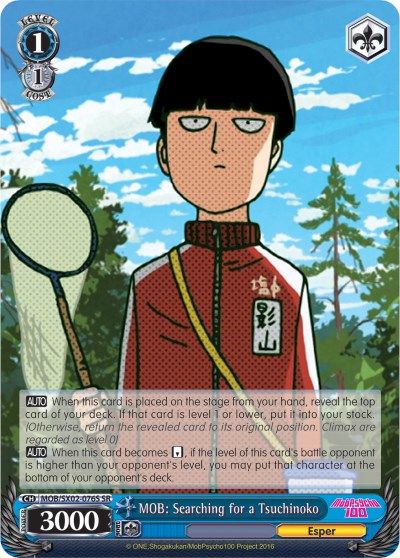 LEVEL
1
1
COST
塩中
影山
AUTO When this card is placed on the stage from your hand, reveal the top
card of your deck. If that card is level 1 or lower, put it into your stock.
(Otherwise, return the revealed card to its original position. Climax are
regarded as level 0)
AUTO When this card becomes , if the level of this card's battle opponent
is higher than your opponent's level, you may put that character at the
bottom of your opponent's deck.
CH MOB/SX02-076S SR
POWER 3000 SOUL MOB: Searching for a Tsuchinoko MOBPSYCHO 100
Esper
© ONE,Shogakukan/MobPsycho100 Project 2016